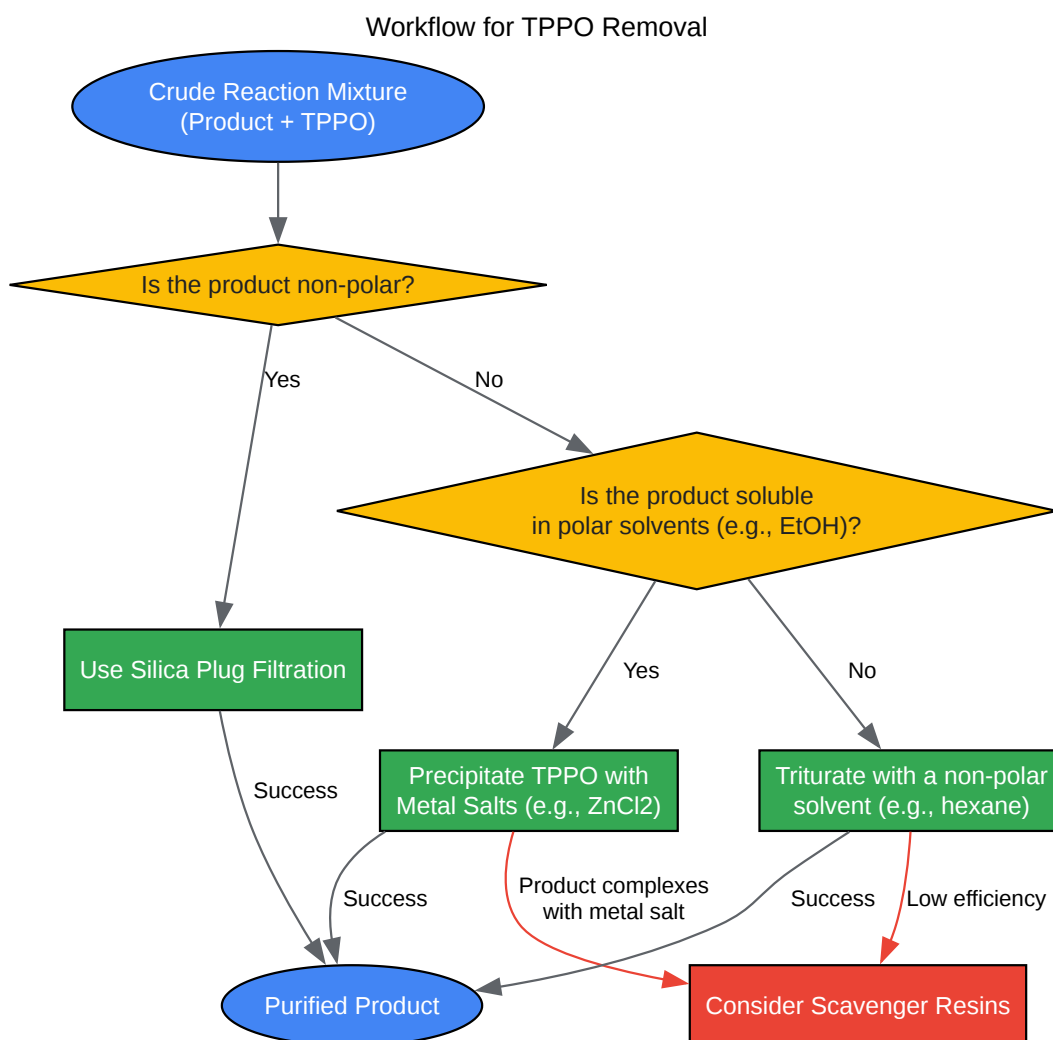 Workflow for TPPO Removal
Crude Reaction Mixture
(Product + TPPO)
Is the product non-polar?
Yes
No
Is the product soluble
in polar solvents (e.g., EtOH)?
Use Silica Plug Filtration
Yes
No
Precipitate TPPO with
Metal Salts (e.g., ZnCl2)
Triturate with a non-polar
solvent (e.g., hexane)
Success
Success
Product complexes
with metal salt
Success
Low efficiency
Purified Product
Consider Scavenger Resins